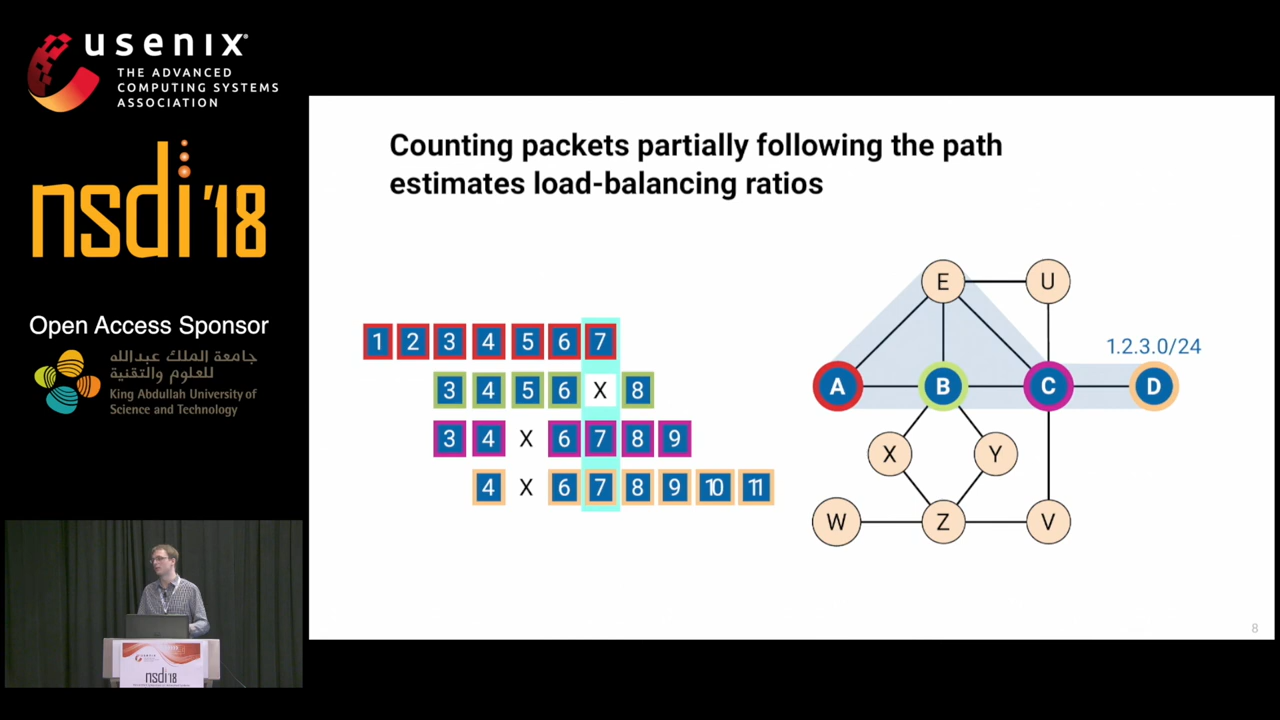 usenix
THE ADVANCED
COMPUTING SYSTEMS
ASSOCIATION
nsdi '18
Open Access Sponsor
جامعة الملك عبدالله
للعلوم والتقنية
King Abdullah University of
Science and Technology
Counting packets partially following the path
estimates load-balancing ratios
1 2 3 4 5 6 7
3 4 5 6 X 8
3 4 X 6 7 8 9
4 X 6 7 8 9 10 11
E U
1.2.3.0/24
A B C D
X Y
W Z V
8
usenix
nsdi '18